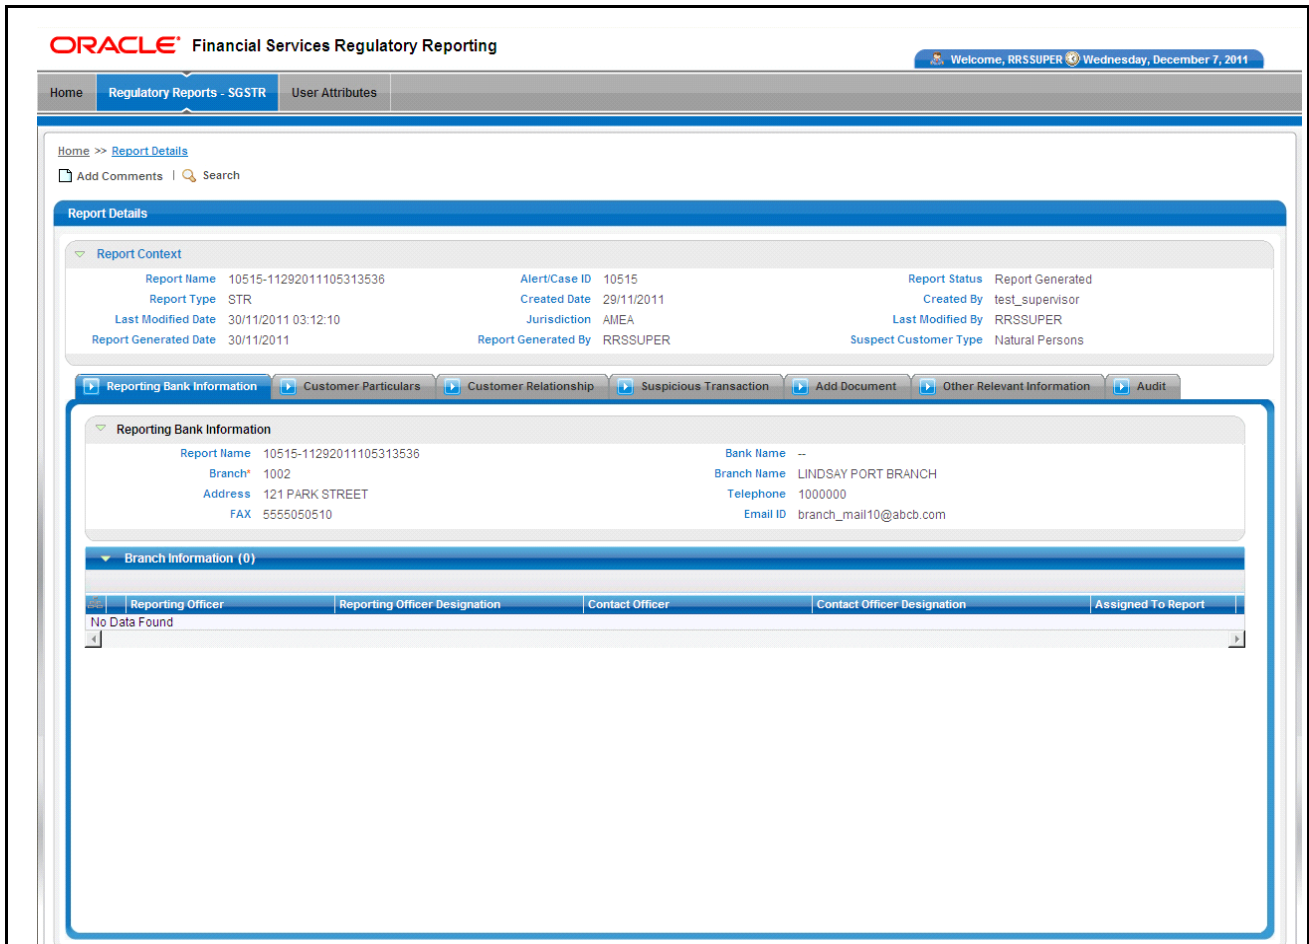 ORACLE® Financial Services Regulatory Reporting
Welcome, RRSSUPER Wednesday, December 7, 2011
Home Regulatory Reports - SGSTR User Attributes
Home >> Report Details
Add Comments | Search
Report Details
Report Context
Report Name 10515-11292011105313536 Alert/Case ID 10515 Report Status Report Generated
Report Type STR Created Date 29/11/2011 Created By test_supervisor
Last Modified Date 30/11/2011 03:12:10 Jurisdiction AMEA Last Modified By RRSSUPER
Report Generated Date 30/11/2011 Report Generated By RRSSUPER Suspect Customer Type Natural Persons
Reporting Bank Information Customer Particulars Customer Relationship Suspicious Transaction Add Document Other Relevant Information Audit
Reporting Bank Information
Report Name 10515-11292011105313536 Bank Name --
Branch* 1002 Branch Name LINDSAY PORT BRANCH
Address 121 PARK STREET Telephone 1000000
FAX 5555050510 Email ID branch_mail10@abcb.com
Branch Information (0)
Reporting Officer Reporting Officer Designation Contact Officer Contact Officer Designation Assigned To Report
No Data Found